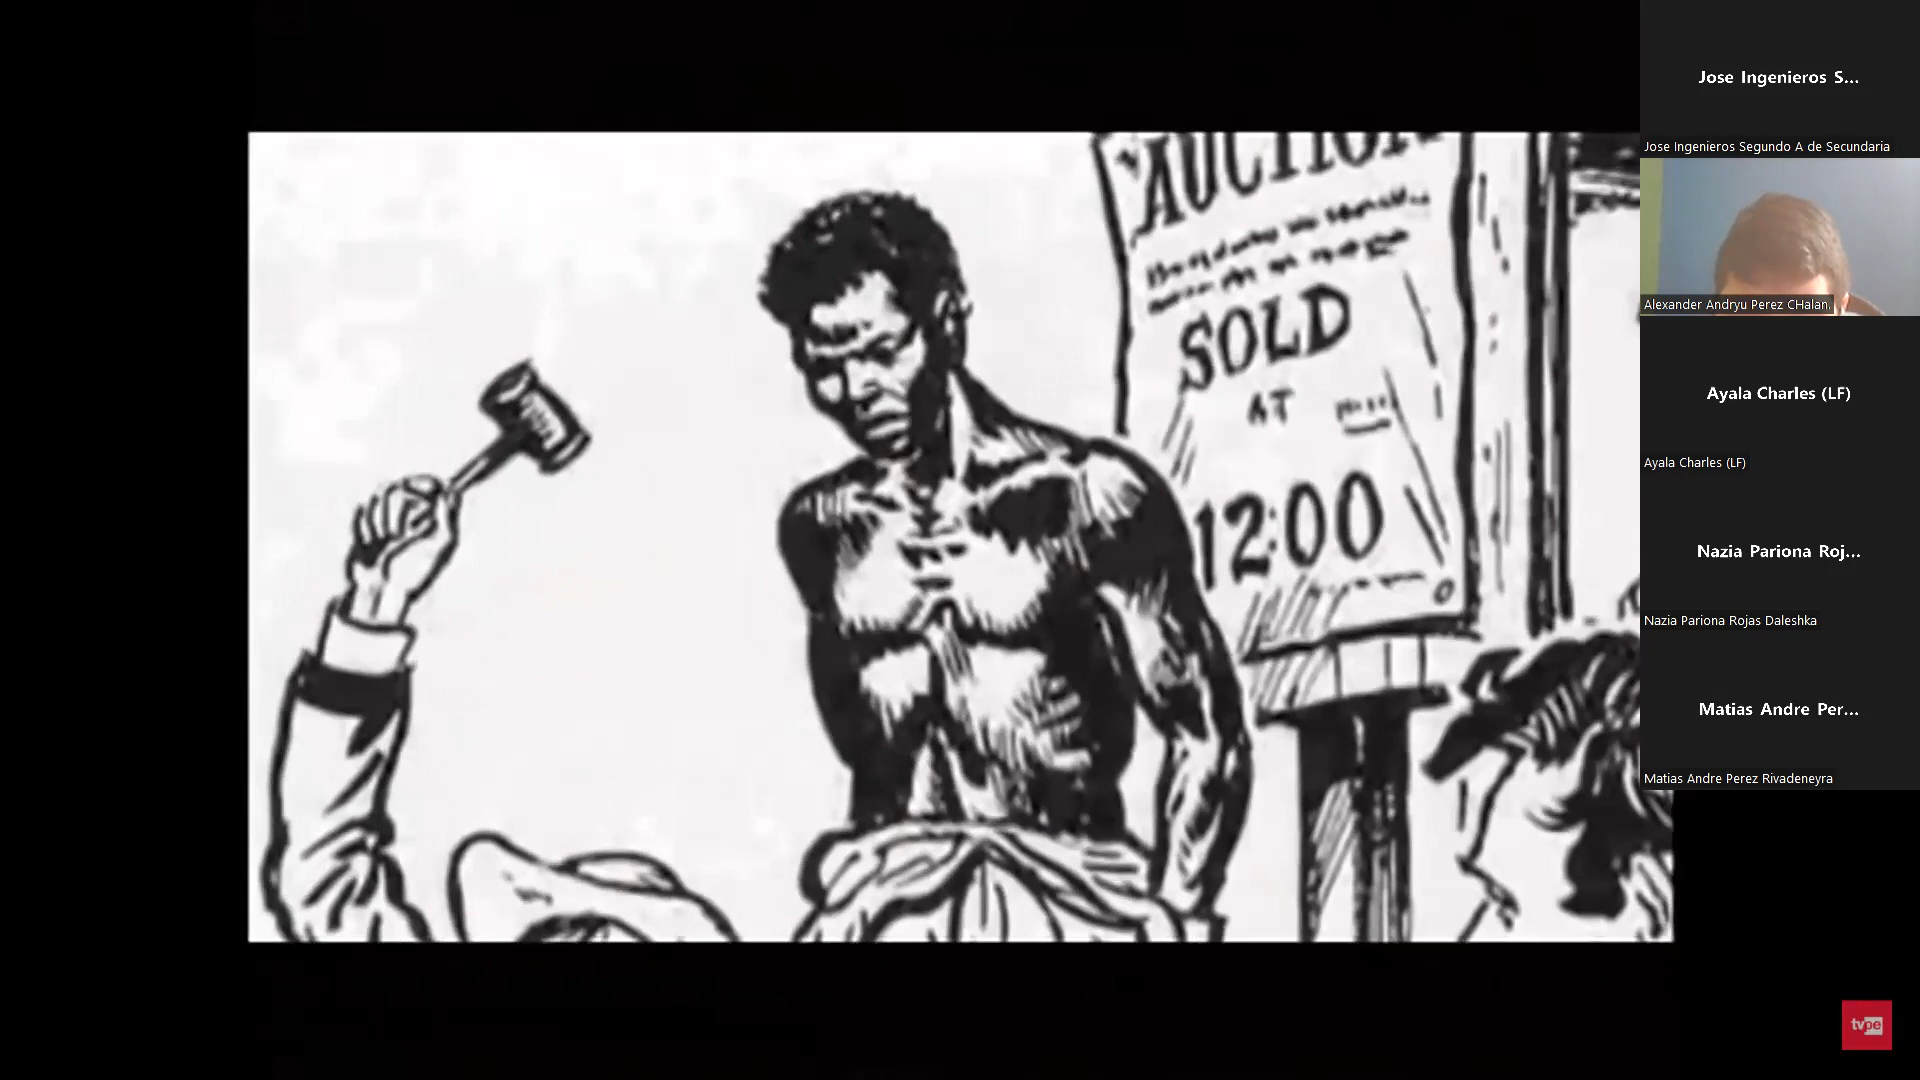 AUCTION
SOLD
AT
12:00
Jose Ingenieros S...
Jose Ingenieros Segundo A de Secundaria
Alexander Andryu Perez CHalan.
Ayala Charles (LF)
Ayala Charles (LF)
Nazia Pariona Roj...
Nazia Pariona Rojas Daleshka
Matias Andre Per...
Matias Andre Perez Rivadeneyra
tvpe